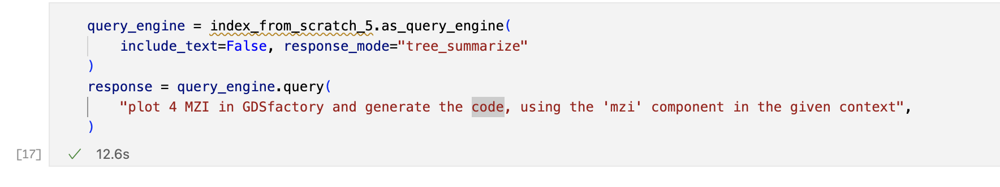 query_engine = index_from_scratch_5.as_query_engine(
    include_text=False, response_mode="tree_summarize"
)
response = query_engine.query(
    "plot 4 MZI in GDSfactory and generate the code, using the 'mzi' component in the given context",
)
[17] ✓ 12.6s